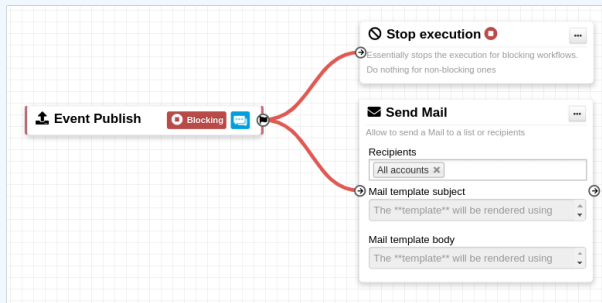 Stop execution
...
Essentially stops the execution for blocking workflows.
Do nothing for non-blocking ones
Event Publish
Blocking
Send Mail
...
Allow to send a Mail to a list or recipients
Recipients
All accounts
Mail template subject
The **template** will be rendered using
Mail template body
The **template** will be rendered using